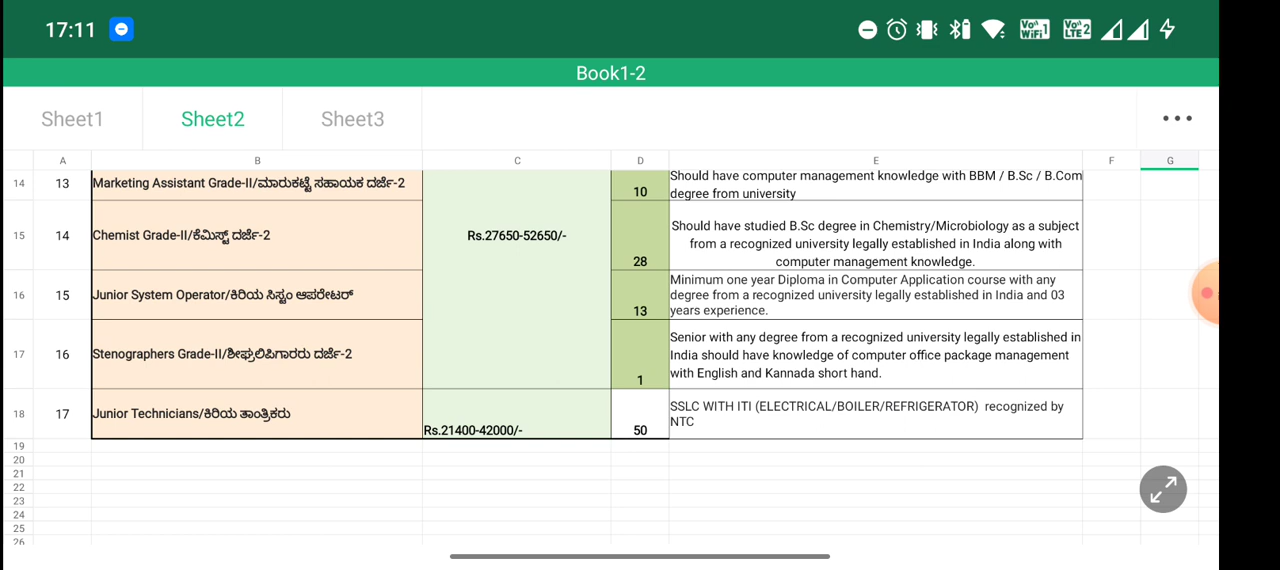 17:11
Vo) WiFi 1
Vo) LTE 2
Book1-2
Sheet1 Sheet2 Sheet3
A B C D E F G
14 13 Marketing Assistant Grade-II/ಮಾರುಕಟ್ಟೆ ಸಹಾಯಕ ದರ್ಜೆ-2 10 Should have computer management knowledge with BBM / B.Sc / B.Com
degree from university
15 14 Chemist Grade-II/ಕೆಮಿಸ್ಟ್ ದರ್ಜೆ-2 Rs.27650-52650/- 28 Should have studied B.Sc degree in Chemistry/Microbiology as a subject
from a recognized university legally established in India along with
computer management knowledge.
16 15 Junior System Operator/ಕಿರಿಯ ಸಿಸ್ಟಂ ಆಪರೇಟರ್ 13 Minimum one year Diploma in Computer Application course with any
degree from a recognized university legally established in India and 03
years experience.
17 16 Stenographers Grade-II/ಶೀಘ್ರಲಿಪಿಗಾರರು ದರ್ಜೆ-2 1 Senior with any degree from a recognized university legally established in
India should have knowledge of computer office package management
with English and Kannada short hand.
18 17 Junior Technicians/ಕಿರಿಯ ತಾಂತ್ರಿಕರು Rs.21400-42000/- 50 SSLC WITH ITI (ELECTRICAL/BOILER/REFRIGERATOR) recognized by
NTC
19
20
21
22
23
24
25
26